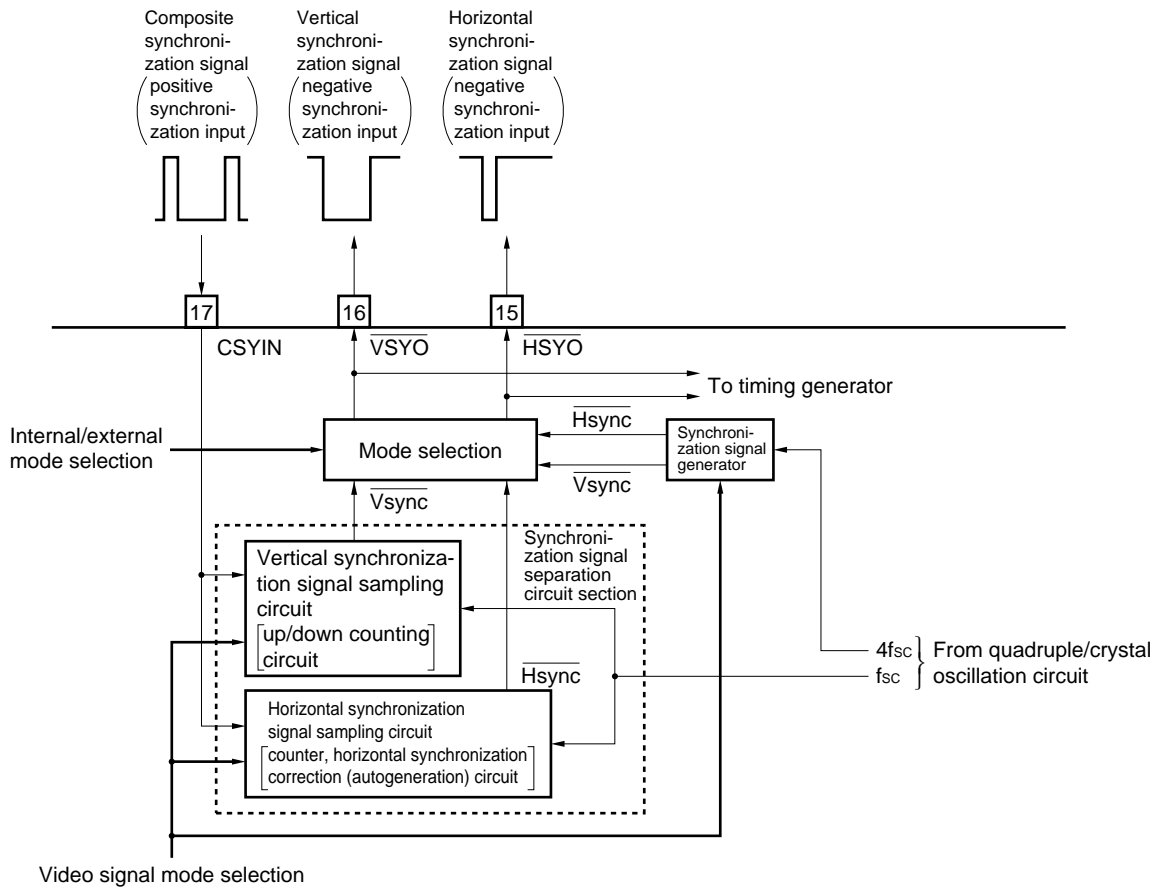 Composite
synchroni-
zation signal
(positive
synchroni-
zation input)
Vertical
synchroni-
zation signal
(negative
synchroni-
zation input)
Horizontal
synchroni-
zation signal
(negative
synchroni-
zation input)
17
16
15
CSYIN
VSYO
HSYO
To timing generator
Internal/external
mode selection
Mode selection
Hsync
Vsync
Synchroni-
zation signal
generator
Vsync
Vertical synchroniza-
tion signal sampling
circuit
[up/down counting
circuit]
Synchroni-
zation signal
separation
circuit section
Hsync
Horizontal synchronization
signal sampling circuit
[counter, horizontal synchronization
correction (autogeneration) circuit]
4fSC
fSC
} From quadruple/crystal
oscillation circuit
Video signal mode selection